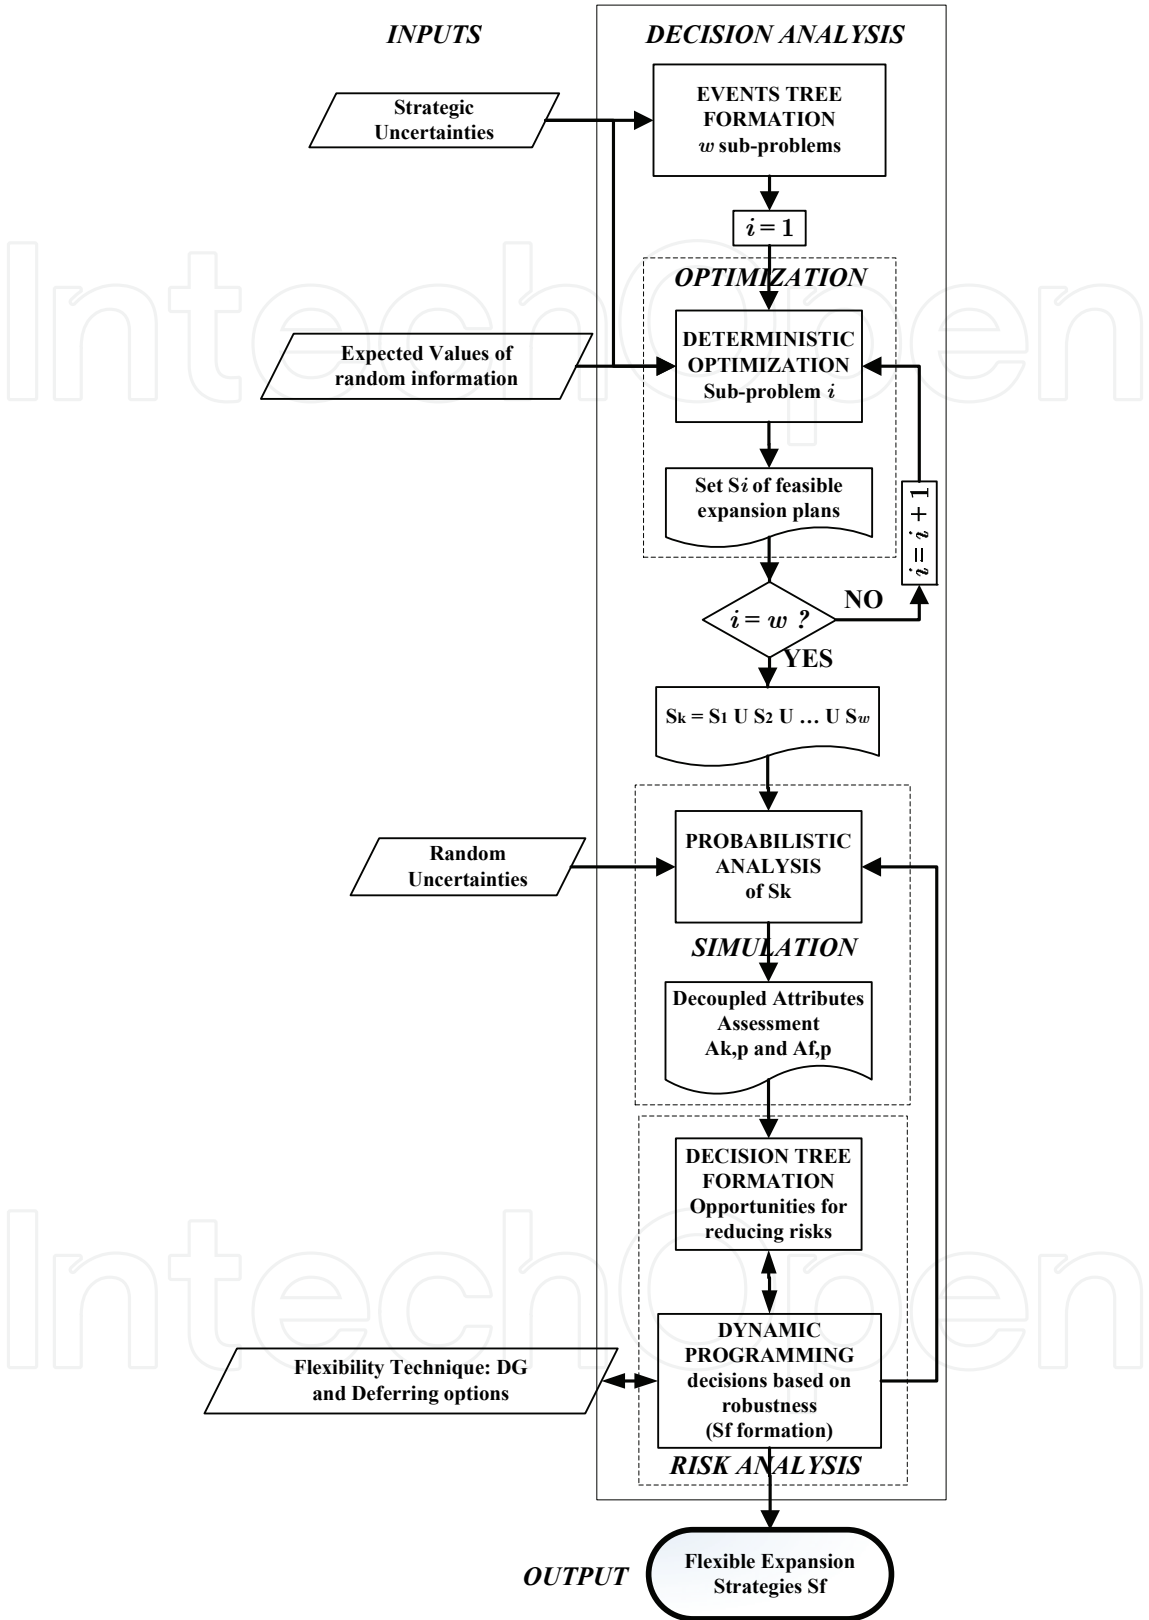 INPUTS
DECISION ANALYSIS
Strategic
Uncertainties
EVENTS TREE
FORMATION
w sub-problems
i = 1
OPTIMIZATION
Expected Values of
random information
DETERMINISTIC
OPTIMIZATION
Sub-problem i
Set Si of feasible
expansion plans
i = i + 1
i = w ?
NO
YES
Sk = S1 U S2 U … U Sw
Random
Uncertainties
PROBABILISTIC
ANALYSIS
of Sk
SIMULATION
Decoupled Attributes
Assessment
Ak,p and Af,p
DECISION TREE
FORMATION
Opportunities for
reducing risks
Flexibility Technique: DG
and Deferring options
DYNAMIC
PROGRAMMING
decisions based on
robustness
(Sf formation)
RISK ANALYSIS
OUTPUT
Flexible Expansion
Strategies Sf
IntechOpen
IntechOpen